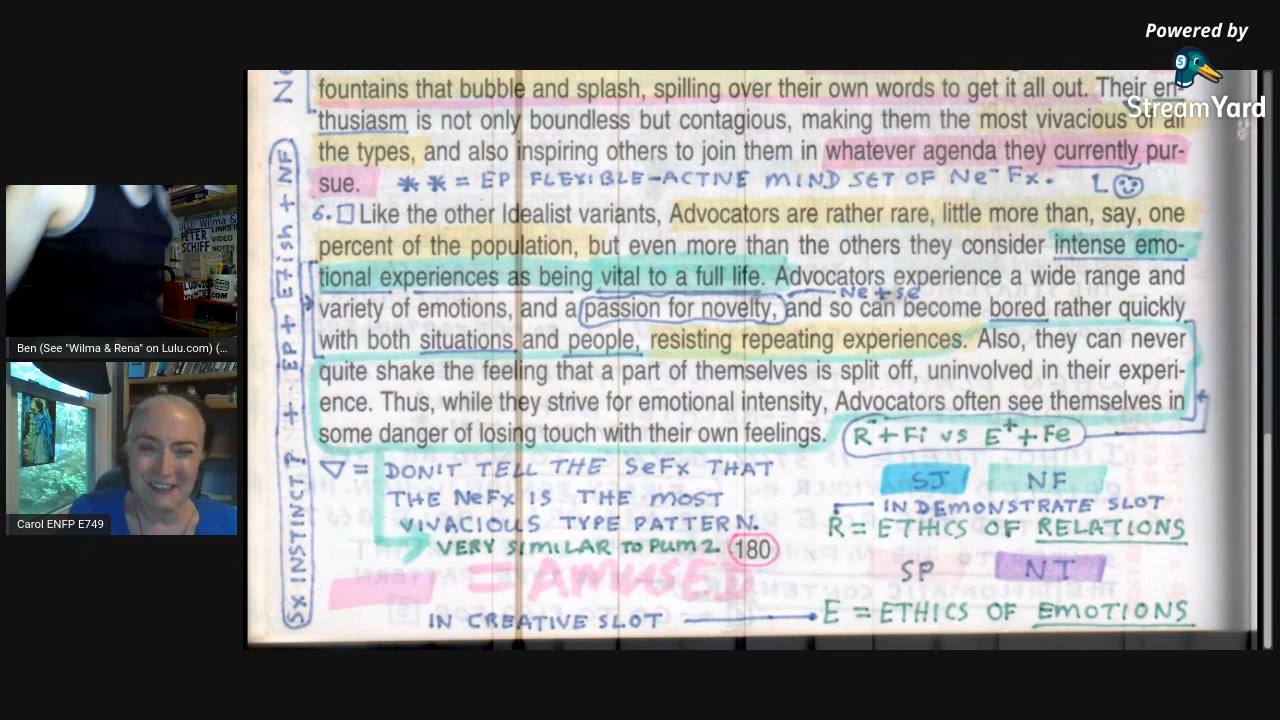 Powered by
StreamYard
fountains that bubble and splash, spilling over their own words to get it all out. Their en-
thusiasm is not only boundless but contagious, making them the most vivacious of all
the types, and also inspiring others to join them in whatever agenda they currently pur-
sue. ** = EP FLEXIBLE-ACTIVE MIND SET OF Ne-Fx. L
6. Like the other Idealist variants, Advocators are rather rare, little more than, say, one
percent of the population, but even more than the others they consider intense emo-
tional experiences as being vital to a full life. Advocators experience a wide range and
Ne+se
variety of emotions, and a passion for novelty, and so can become bored rather quickly
with both situations and people, resisting repeating experiences. Also, they can never
quite shake the feeling that a part of themselves is split off, uninvolved in their experi-
ence. Thus, while they strive for emotional intensity, Advocators often see themselves in
some danger of losing touch with their own feelings. R-+Fi vs E++Fe
▽= DON'T TELL THE SeFx THAT
THE NeFx IS THE MOST
VIVACIOUS TYPE PATTERN.
VERY SIMILAR TO PUM 2. 180
= AMUSED
IN CREATIVE SLOT
SJ NF
IN DEMONSTRATE SLOT
R= ETHICS OF RELATIONS
SP NT
E = ETHICS OF EMOTIONS
Sx INSTINCT? + EP + E7ish + NF
Ne
PETER
SCHIFF
VIDEO
NOTES
Ben (See "Wilma & Rena" on Lulu.com) (...
Carol ENFP E749